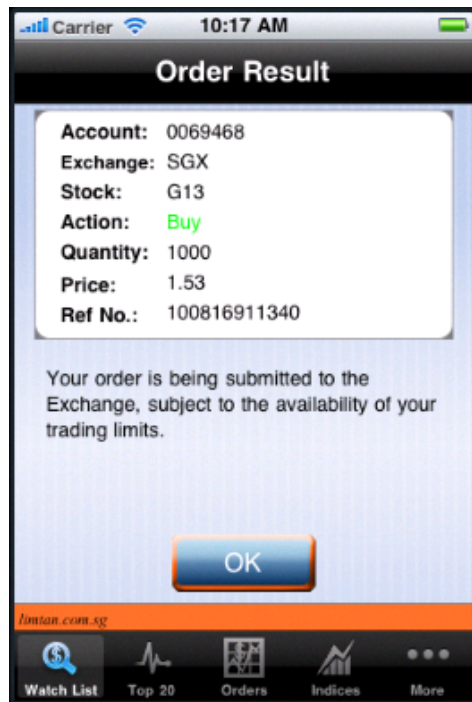 Carrier 10:17 AM
Order Result
Account: 0069468
Exchange: SGX
Stock: G13
Action: Buy
Quantity: 1000
Price: 1.53
Ref No.: 100816911340
Your order is being submitted to the
Exchange, subject to the availability of your
trading limits.
OK
limtan.com.sg
Watch List Top 20 Orders Indices More